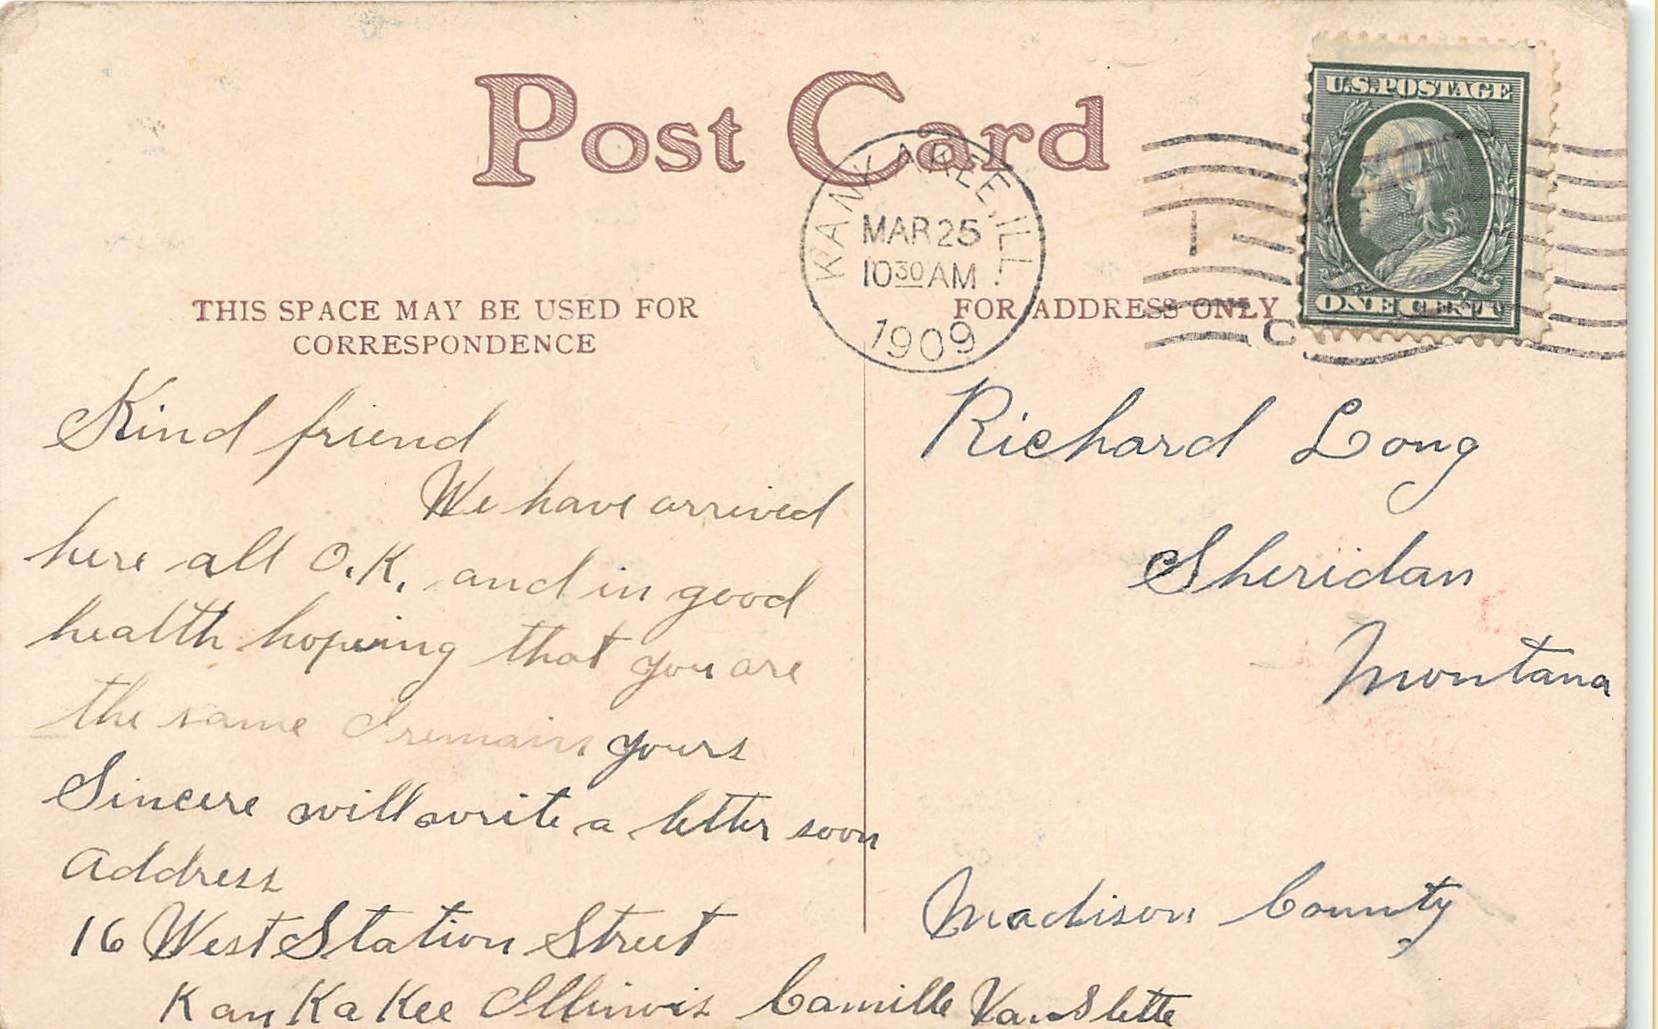 Post Card
KANKAKEE, ILL.
MAR 25
10 30 AM
1909
U.S. POSTAGE
ONE CENT
1
C
THIS SPACE MAY BE USED FOR
CORRESPONDENCE
FOR ADDRESS ONLY
Kind friend
We have arrived
here all O.K. and in good
health hopeing that you are
the same I remain yours
Sincere will write a letter soon
Address
16 West Station Street
KanKaKee Illinois Camille
Richard Long
Sheridan
Montana
Madison County